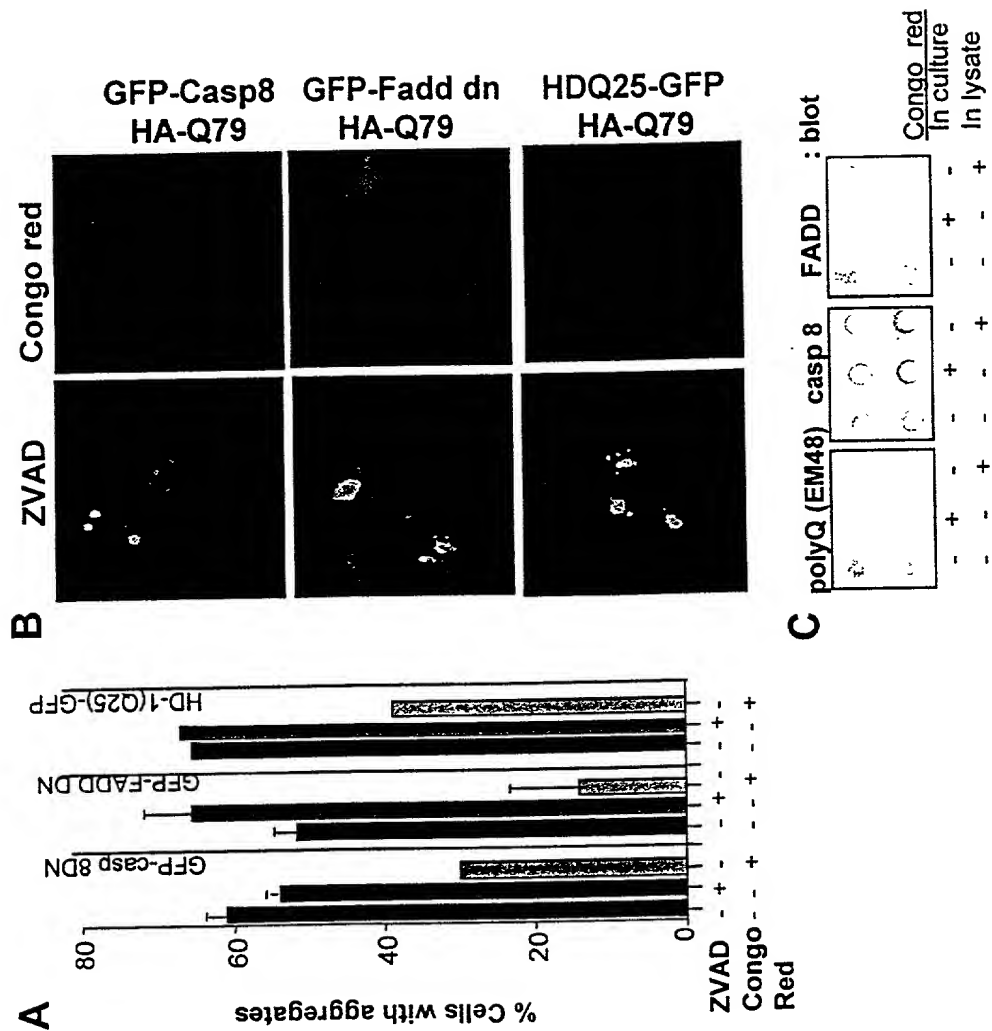 A
% Cells with aggregates
80
60
40
20
0
GFP-casp 8DN
GFP-FADD DN
HD-1(Q25)-GFP
ZVAD - + - - + - - + -
Congo - - + - - + - - +
Red
B
ZVAD
Congo red
GFP-Casp8
HA-Q79
GFP-Fadd dn
HA-Q79
HDQ25-GFP
HA-Q79
C
polyQ (EM48) casp 8 FADD : blot
Congo red
- + - - + - - + - In culture
- - + - - + - - + In lysate